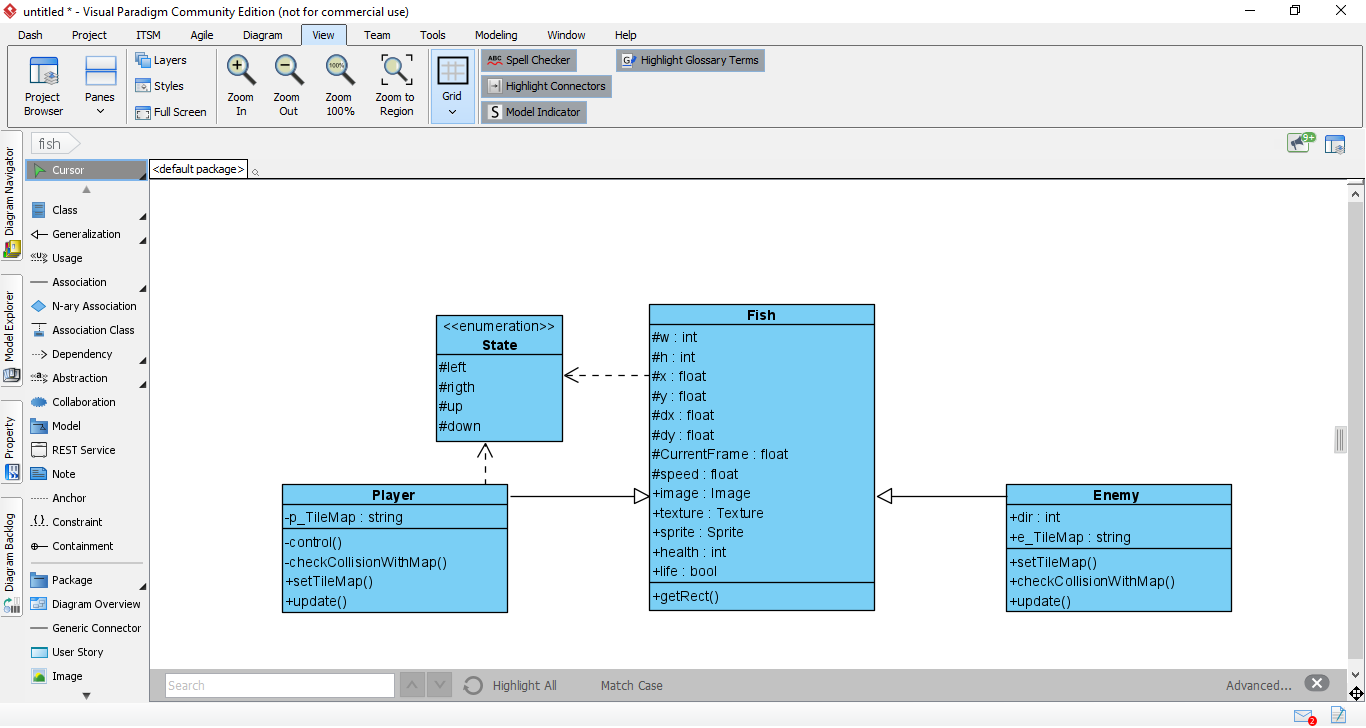 untitled * - Visual Paradigm Community Edition (not for commercial use)
Dash Project ITSM Agile Diagram View Team Tools Modeling Window Help
Project Browser
Panes
Layers
Styles
Full Screen
Zoom In
Zoom Out
100%
Zoom 100%
Zoom to Region
Grid
ABC Spell Checker
Highlight Connectors
S Model Indicator
G Highlight Glossary Terms
fish
9+
Diagram Navigator
Model Explorer
Property
Diagram Backlog
Cursor
Class
Generalization
«U» Usage
Association
N-ary Association
Association Class
Dependency
«a» Abstraction
Collaboration
Model
REST Service
Note
Anchor
{} Constraint
Containment
Package
Diagram Overview
Generic Connector
User Story
Image
<default package>
<<enumeration>>
State
#left
#rigth
#up
#down
Fish
#w : int
#h : int
#x : float
#y : float
#dx : float
#dy : float
#CurrentFrame : float
#speed : float
+image : Image
+texture : Texture
+sprite : Sprite
+health : int
+life : bool
+getRect()
Player
-p_TileMap : string
-control()
-checkCollisionWithMap()
+setTileMap()
+update()
Enemy
+dir : int
+e_TileMap : string
+setTileMap()
+checkCollisionWithMap()
+update()
Search
Highlight All
Match Case
Advanced...
2